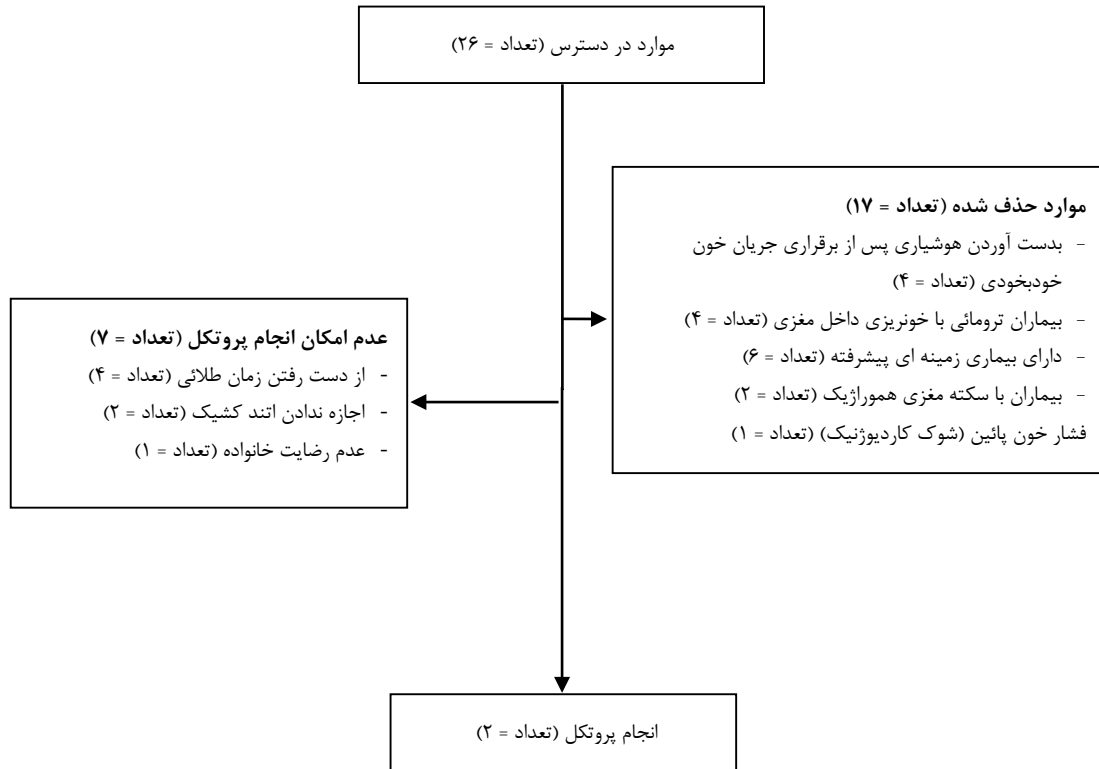 موارد در دسترس (تعداد = ۲۶)
موارد حذف شده (تعداد = ۱۷)
- بدست آوردن هوشیاری پس از برقراری جریان خون
خودبخودی (تعداد = ۴)
- بیماران ترومائی با خونریزی داخل مغزی (تعداد = ۴)
- دارای بیماری زمینه ای پیشرفته (تعداد = ۶)
- بیماران با سکته مغزی هموراژیک (تعداد = ۲)
فشار خون پائین (شوک کاردیوژنیک) (تعداد = ۱)
عدم امکان انجام پروتکل (تعداد = ۷)
- از دست رفتن زمان طلائی (تعداد = ۴)
- اجازه ندادن اتند کشیک (تعداد = ۲)
- عدم رضایت خانواده (تعداد = ۱)
انجام پروتکل (تعداد = ۲)